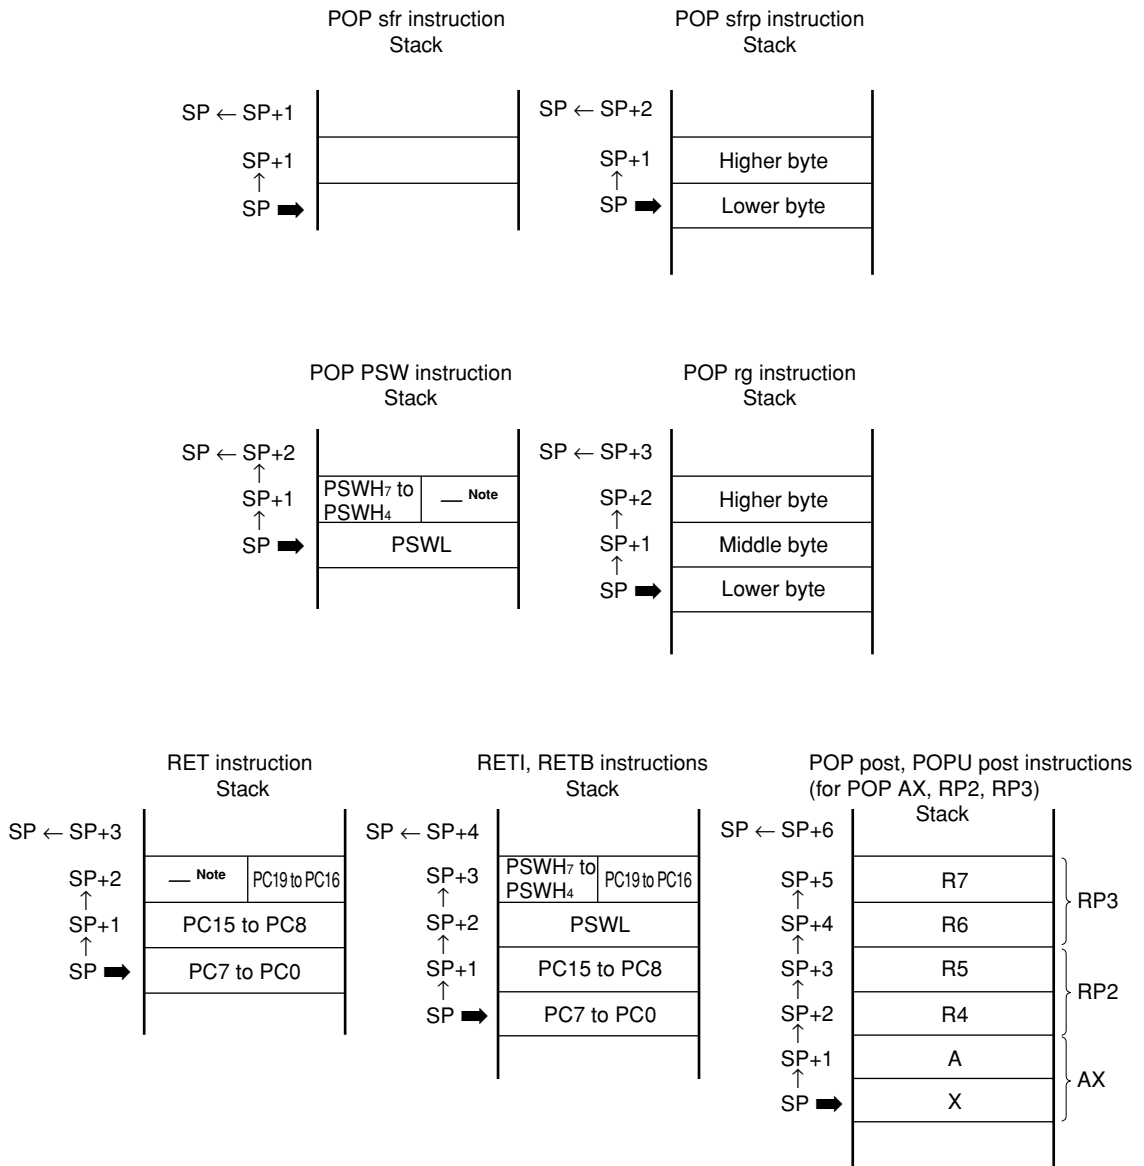 POP sfr instruction
Stack
SP ← SP+1
SP+1
↑
SP
POP sfrp instruction
Stack
SP ← SP+2
SP+1
Higher byte
↑
SP
Lower byte
POP PSW instruction
Stack
SP ← SP+2
↑
SP+1
PSWH7 to
PSWH4
— Note
↑
SP
PSWL
POP rg instruction
Stack
SP ← SP+3
SP+2
Higher byte
↑
SP+1
Middle byte
↑
SP
Lower byte
RET instruction
Stack
SP ← SP+3
SP+2
— Note
PC19 to PC16
↑
SP+1
PC15 to PC8
↑
SP
PC7 to PC0
RETI, RETB instructions
Stack
SP ← SP+4
SP+3
PSWH7 to
PSWH4
PC19 to PC16
↑
SP+2
PSWL
↑
SP+1
PC15 to PC8
↑
SP
PC7 to PC0
POP post, POPU post instructions
(for POP AX, RP2, RP3)
Stack
SP ← SP+6
SP+5
R7
↑
RP3
SP+4
R6
↑
SP+3
R5
↑
RP2
SP+2
R4
↑
SP+1
A
↑
AX
SP
X